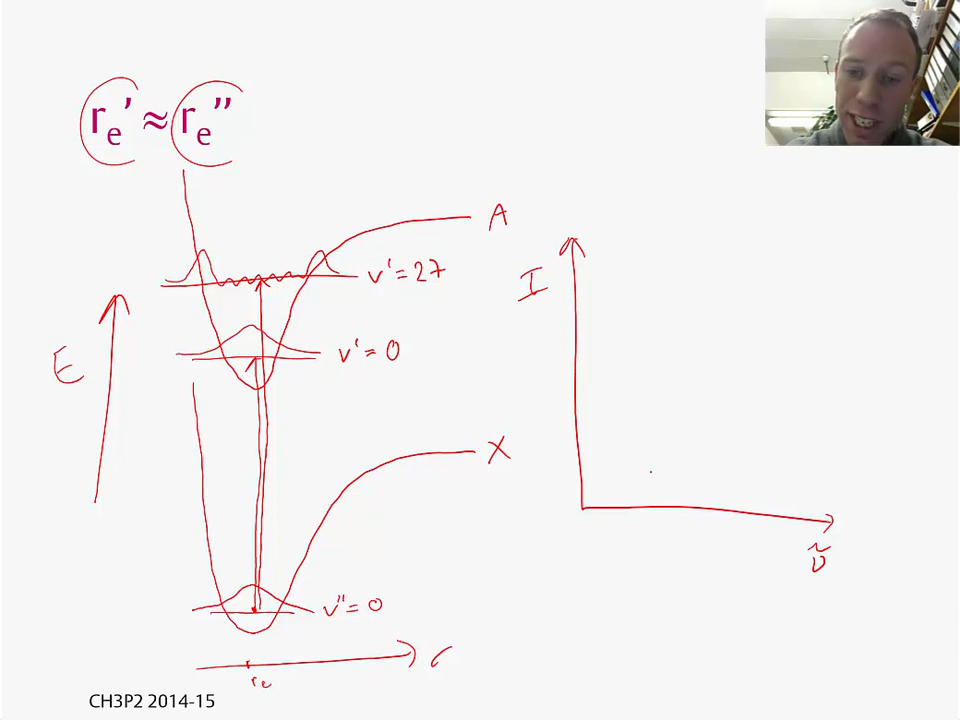 re' ≈ re''
A
v' = 27
I
E
v' = 0
X
ν̃
v" = 0
r
re
CH3P2 2014-15